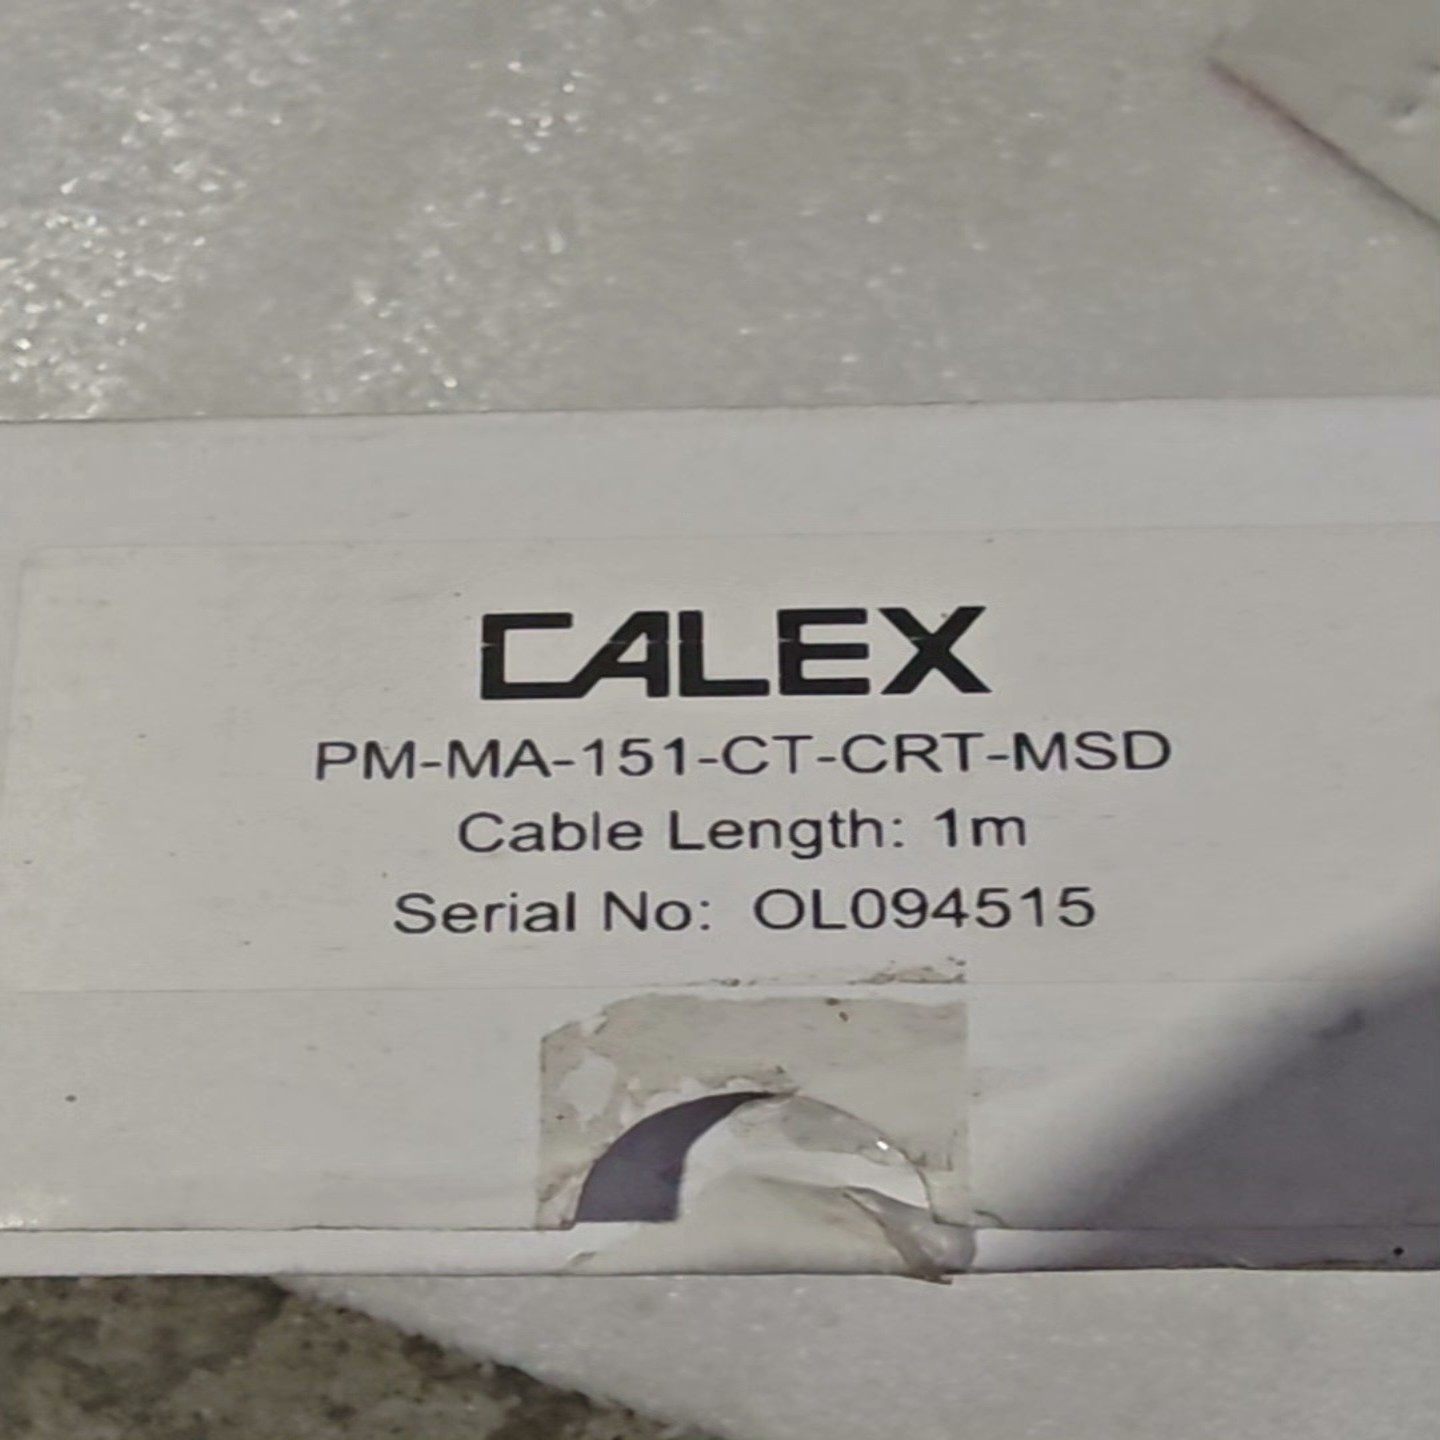 CALEX
PM-MA-151-CT-CRT-MSD
Cable Length: 1m
Serial No: OL094515